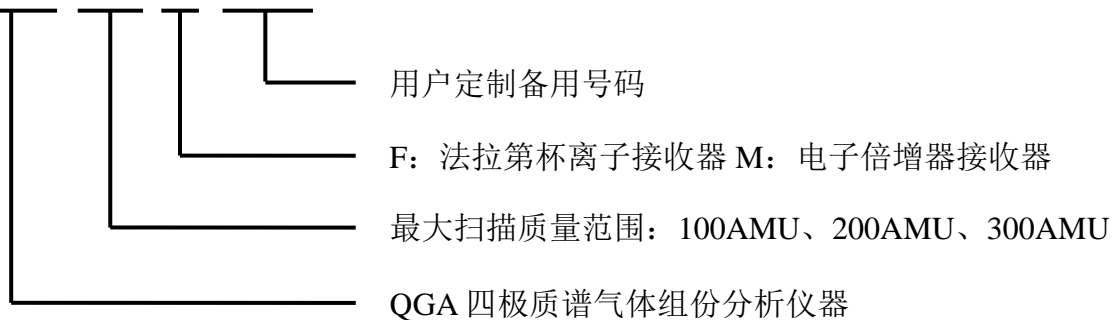 用户定制备用号码
F：法拉第杯离子接收器 M：电子倍增器接收器
最大扫描质量范围：100AMU、200AMU、300AMU
QGA 四极质谱气体组份分析仪器